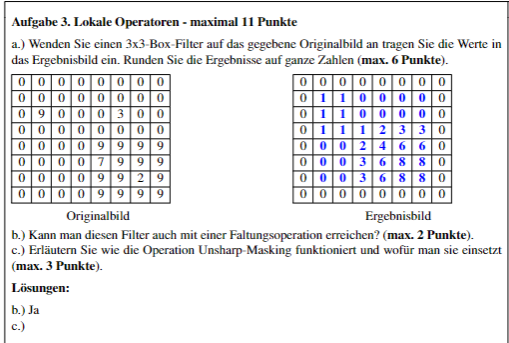 Aufgabe 3. Lokale Operatoren - maximal 11 Punkte
a.) Wenden Sie einen 3x3-Box-Filter auf das gegebene Originalbild an tragen Sie die Werte in
das Ergebnisbild ein. Runden Sie die Ergebnisse auf ganze Zahlen (max. 6 Punkte).
0 0 0 0 0 0 0 0
0 0 0 0 0 0 0 0
0 9 0 0 0 3 0 0
0 0 0 0 0 0 0 0
0 0 0 0 9 9 9 9
0 0 0 0 7 9 9 9
0 0 0 0 9 9 2 9
0 0 0 0 9 9 9 9
Originalbild
0 0 0 0 0 0 0 0
0 1 1 0 0 0 0 0
0 1 1 0 0 0 0 0
0 1 1 1 2 3 3 0
0 0 0 2 4 6 6 0
0 0 0 3 6 8 8 0
0 0 0 3 6 8 8 0
0 0 0 0 0 0 0 0
Ergebnisbild
b.) Kann man diesen Filter auch mit einer Faltungsoperation erreichen? (max. 2 Punkte).
c.) Erläutern Sie wie die Operation Unsharp-Masking funktioniert und wofür man sie einsetzt
(max. 3 Punkte).
Lösungen:
b.) Ja
c.)